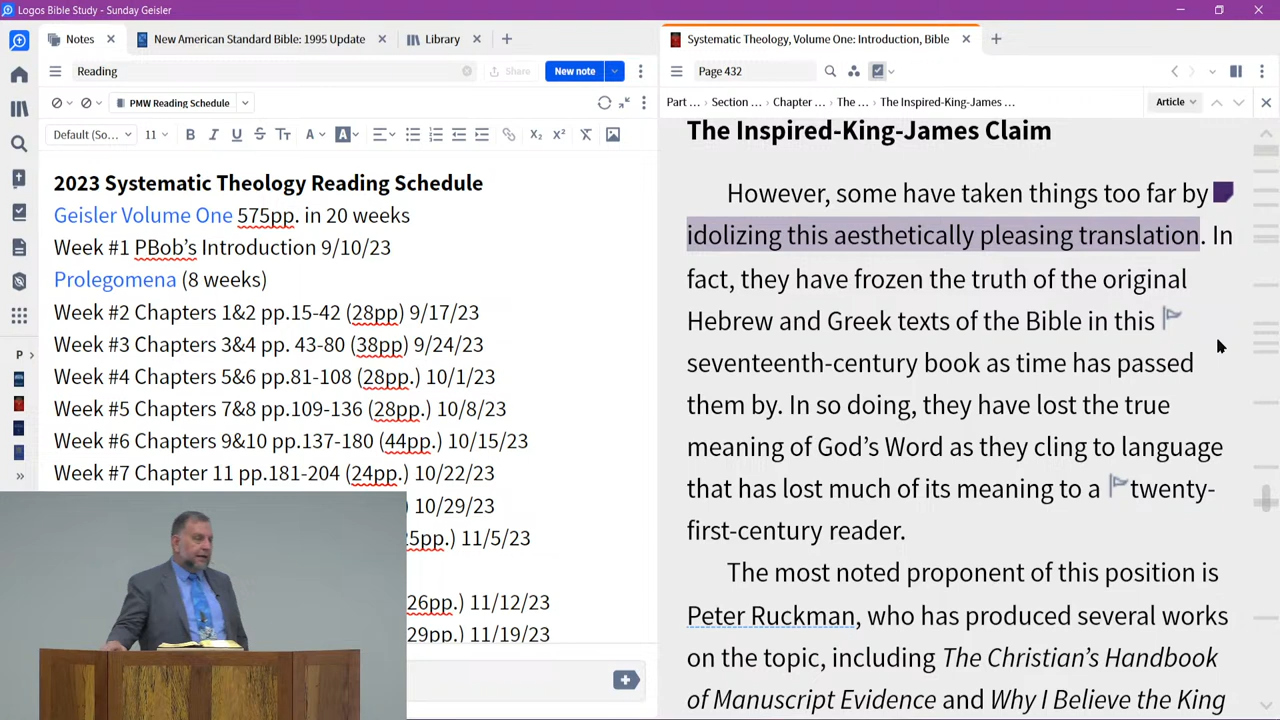 Logos Bible Study - Sunday Geisler
Notes
New American Standard Bible: 1995 Update
Library
Reading
Share
New note
PMW Reading Schedule
Default (So...
11
B I U S Tт A A X₂ X²
2023 Systematic Theology Reading Schedule
Geisler Volume One 575pp. in 20 weeks
Week #1 PBob's Introduction 9/10/23
Prolegomena (8 weeks)
Week #2 Chapters 1&2 pp.15-42 (28pp) 9/17/23
Week #3 Chapters 3&4 pp. 43-80 (38pp) 9/24/23
Week #4 Chapters 5&6 pp.81-108 (28pp.) 10/1/23
Week #5 Chapters 7&8 pp.109-136 (28pp.) 10/8/23
Week #6 Chapters 9&10 pp.137-180 (44pp.) 10/15/23
Week #7 Chapter 11 pp.181-204 (24pp.) 10/22/23
10/29/23
5pp.) 11/5/23
26pp.) 11/12/23
29pp.) 11/19/23
P
Systematic Theology, Volume One: Introduction, Bible
Page 432
Part ... > Section ... > Chapter ... > The ... > The Inspired-King-James ...
Article
The Inspired-King-James Claim
However, some have taken things too far by
idolizing this aesthetically pleasing translation. In
fact, they have frozen the truth of the original
Hebrew and Greek texts of the Bible in this
seventeenth-century book as time has passed
them by. In so doing, they have lost the true
meaning of God's Word as they cling to language
that has lost much of its meaning to a twenty-
first-century reader.
The most noted proponent of this position is
Peter Ruckman, who has produced several works
on the topic, including The Christian's Handbook
of Manuscript Evidence and Why I Believe the King